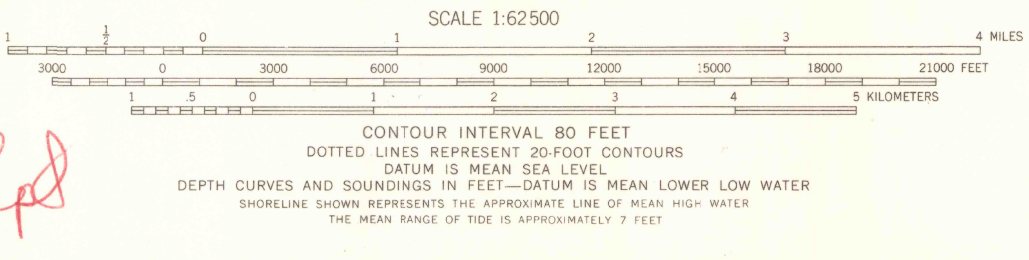 SCALE 1:62500
1 ½ 0 1 2 3 4 MILES
3000 0 3000 6000 9000 12000 15000 18000 21000 FEET
1 .5 0 1 2 3 4 5 KILOMETERS
CONTOUR INTERVAL 80 FEET
DOTTED LINES REPRESENT 20-FOOT CONTOURS
DATUM IS MEAN SEA LEVEL
DEPTH CURVES AND SOUNDINGS IN FEET—DATUM IS MEAN LOWER LOW WATER
SHORELINE SHOWN REPRESENTS THE APPROXIMATE LINE OF MEAN HIGH WATER
THE MEAN RANGE OF TIDE IS APPROXIMATELY 7 FEET